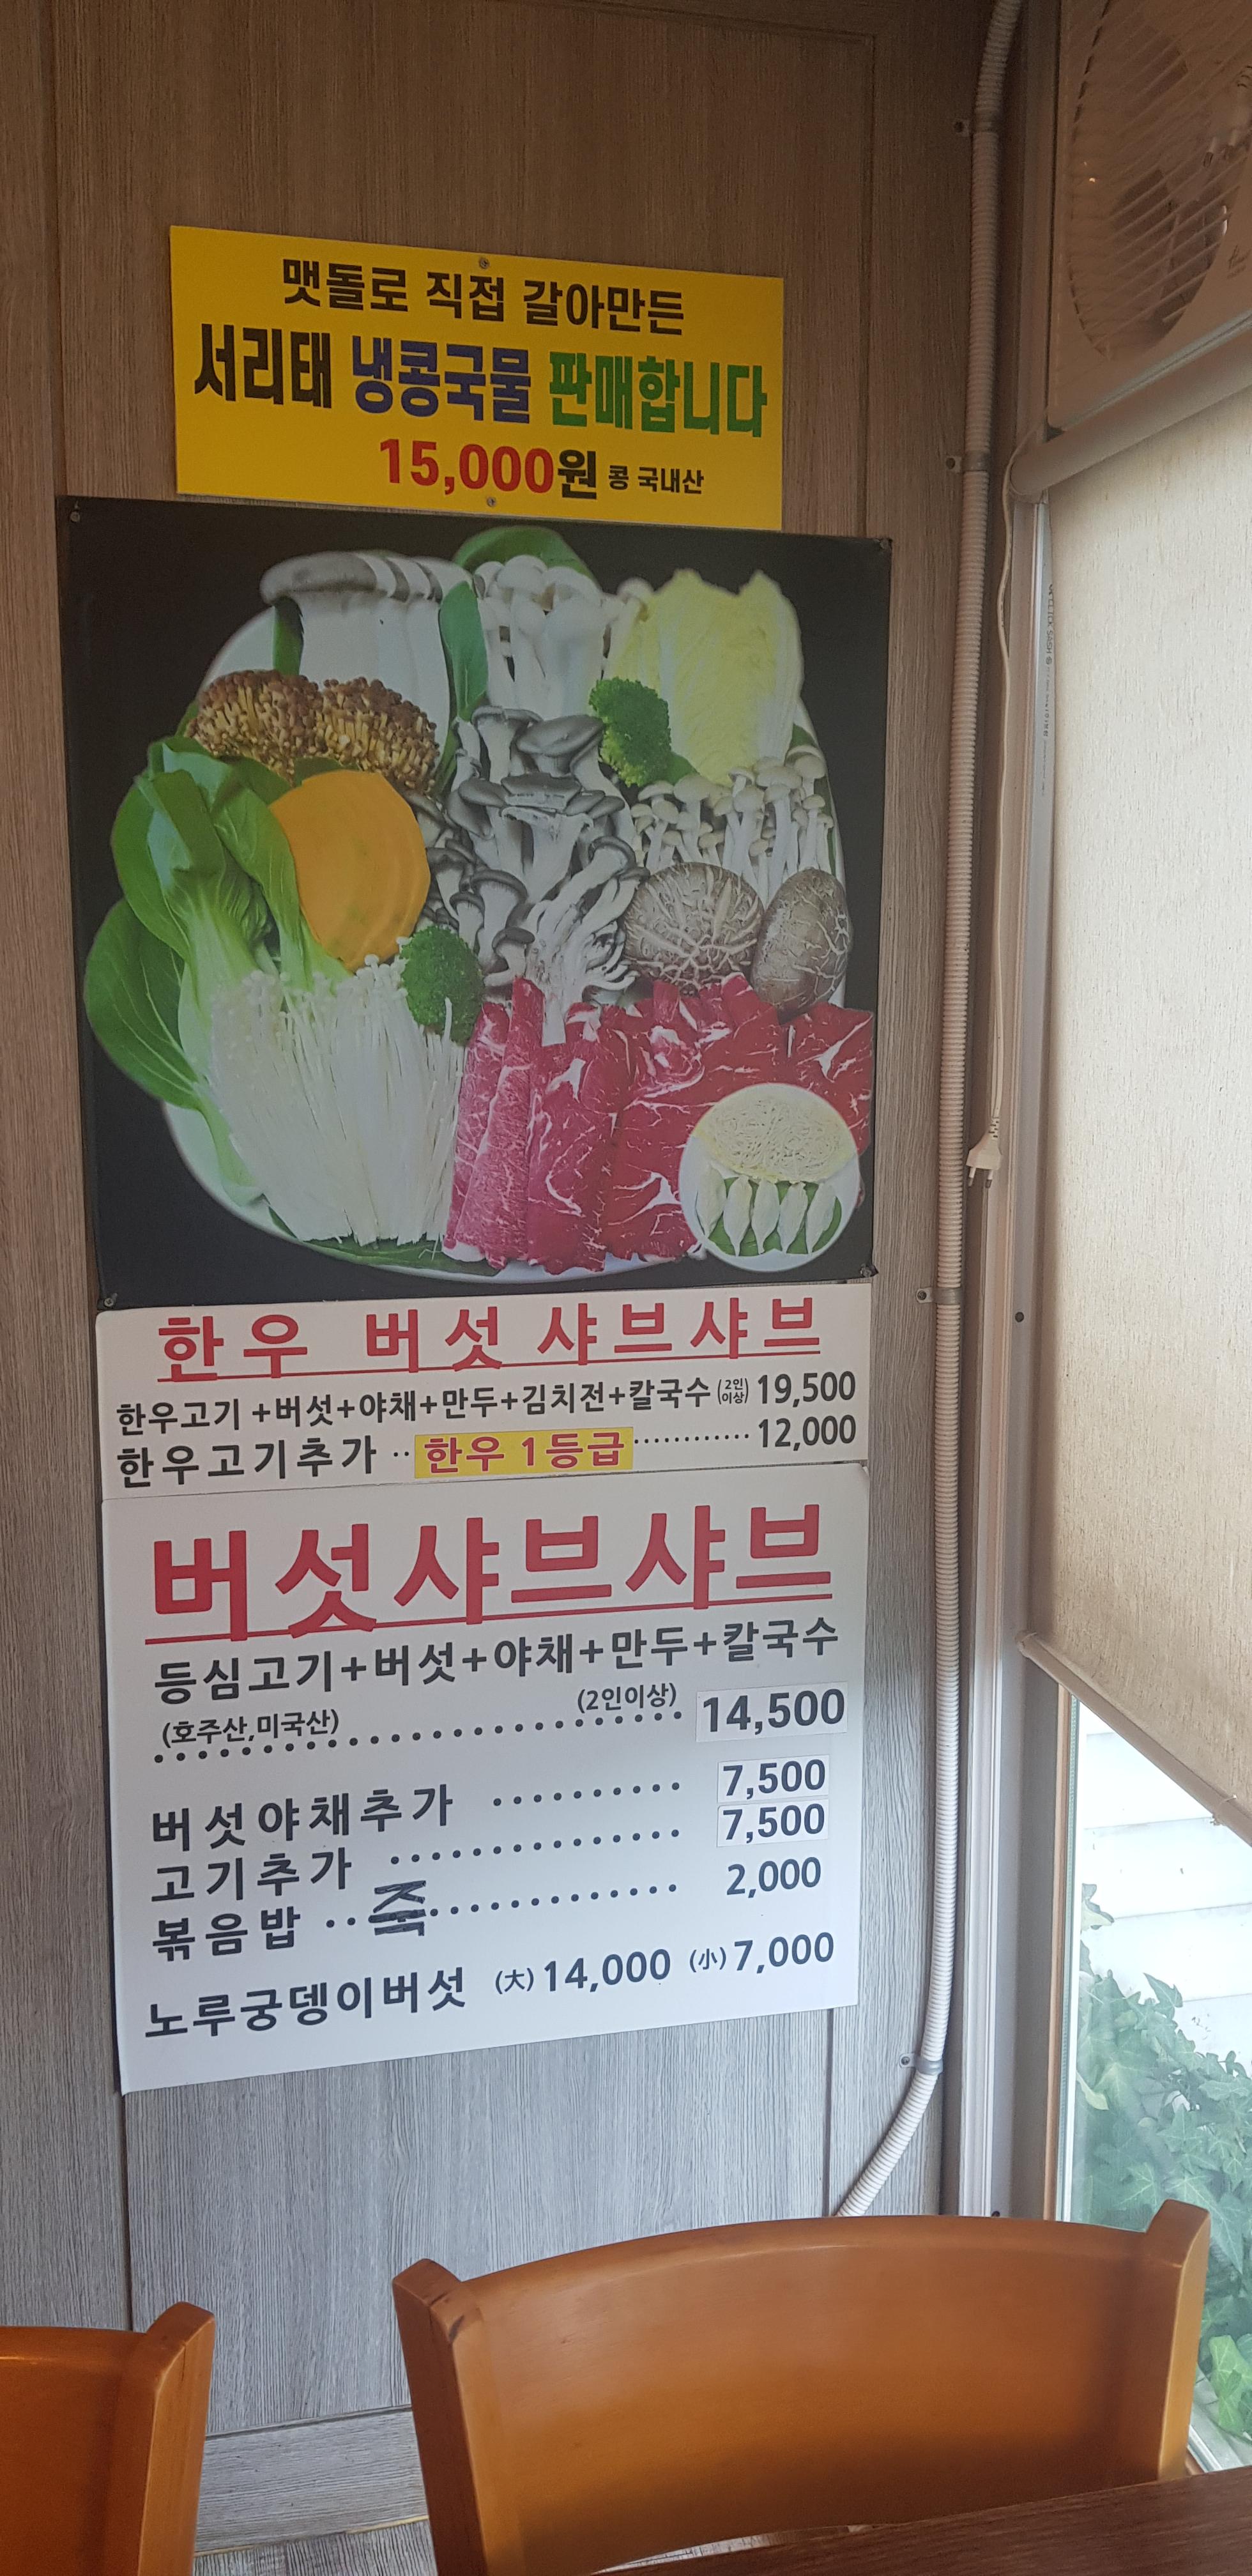 맷돌로 직접 갈아만든
서리태 냉콩국물 판매합니다
15,000원 콩 국내산
한우 버섯 샤브샤브
한우고기+버섯+야채+만두+김치전+칼국수 (2인이상) 19,500
한우고기추가 ·· 한우 1등급 ············ 12,000
버섯샤브샤브
등심고기+버섯+야채+만두+칼국수
(호주산,미국산) (2인이상) 14,500
버섯야채추가 ·········· 7,500
고기추가 ·············· 7,500
볶음밥 ··죽·············· 2,000
노루궁뎅이버섯 (大) 14,000 (小) 7,000